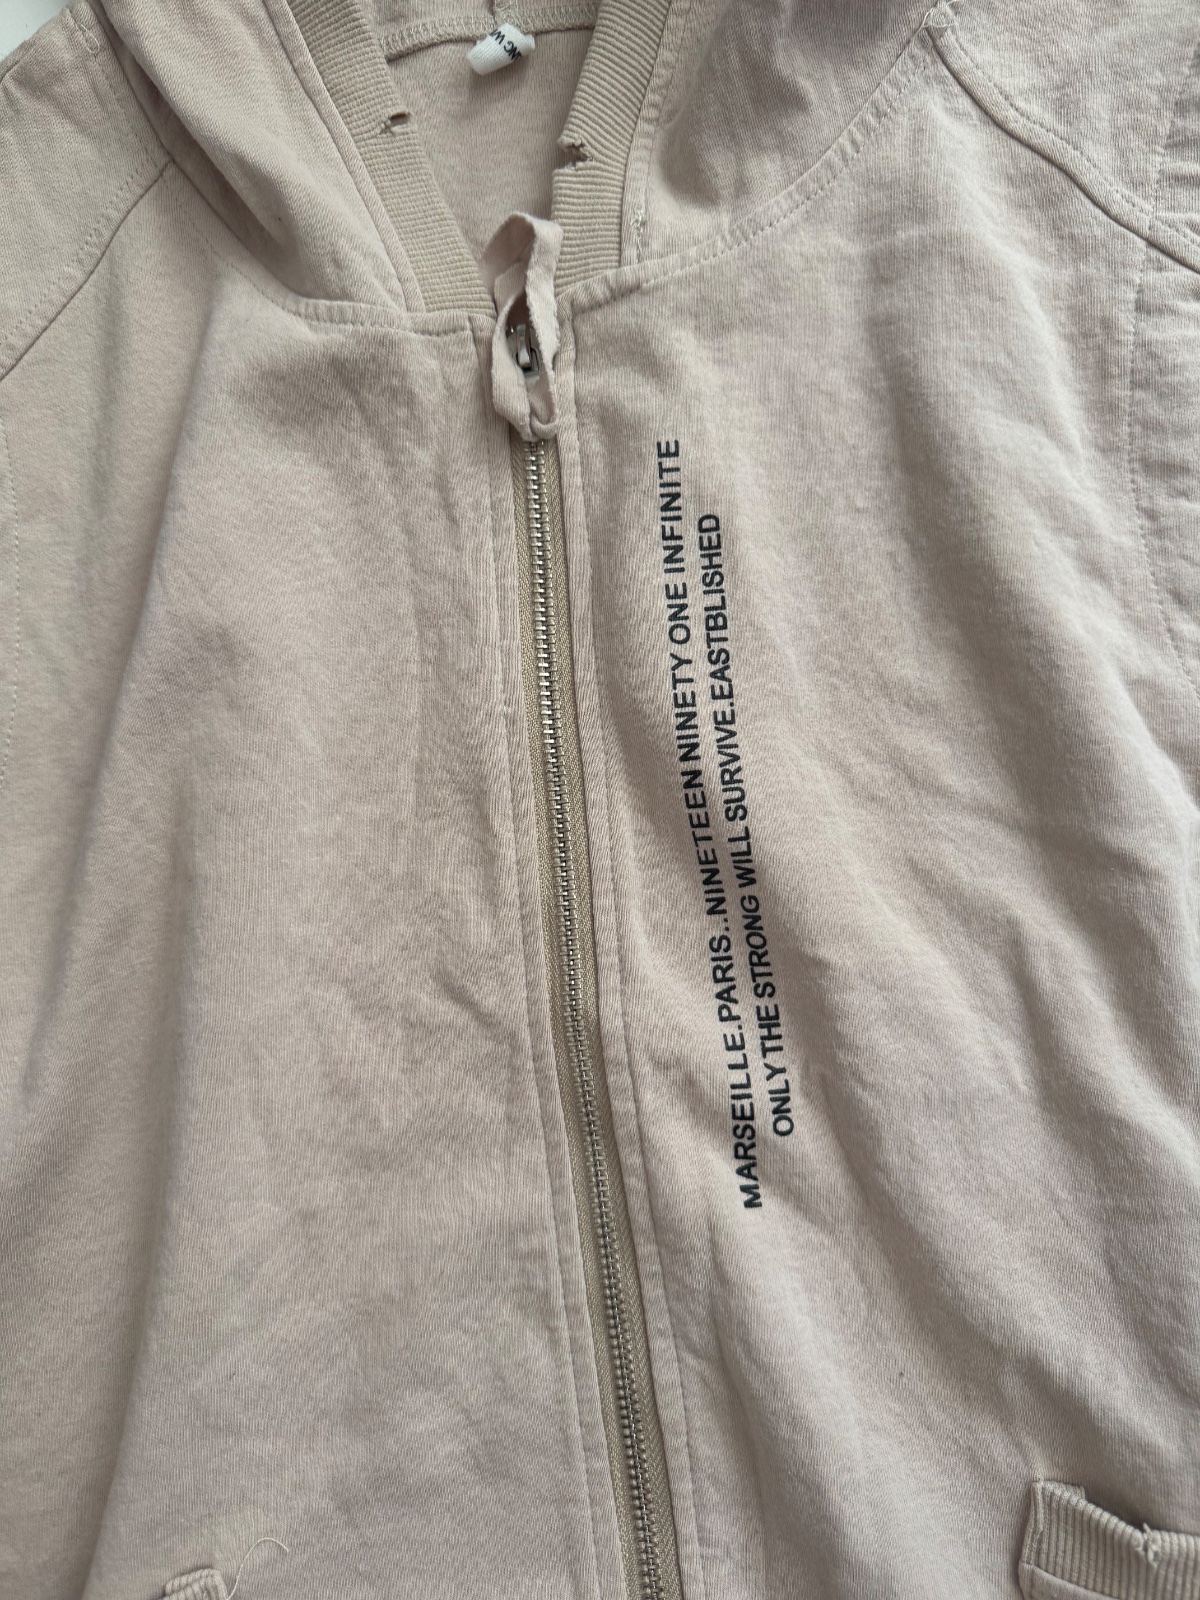 MARSEILLE.PARIS..NINETEEN NINETY ONE INFINITE
ONLY THE STRONG WILL SURVIVE.EASTBLISHED